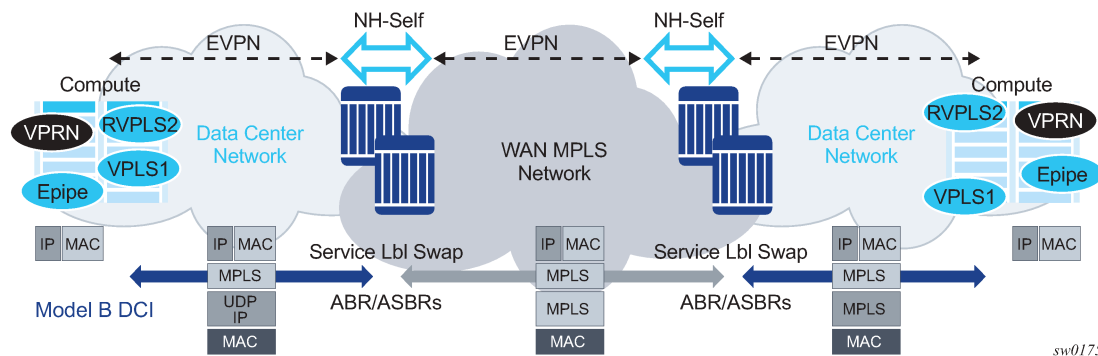 NH-Self
NH-Self
EVPN
EVPN
EVPN
Compute
Compute
VPRN
RVPLS2
Data Center
Network
VPLS1
Epipe
WAN MPLS
Network
Data Center
Network
RVPLS2
VPRN
Epipe
VPLS1
IP MAC
IP MAC
IP MAC
IP MAC
IP MAC
Service Lbl Swap
Service Lbl Swap
MPLS
MPLS
MPLS
Model B DCI
UDP
IP
ABR/ASBRs
MPLS
ABR/ASBRs
MPLS
MAC
MAC
MAC